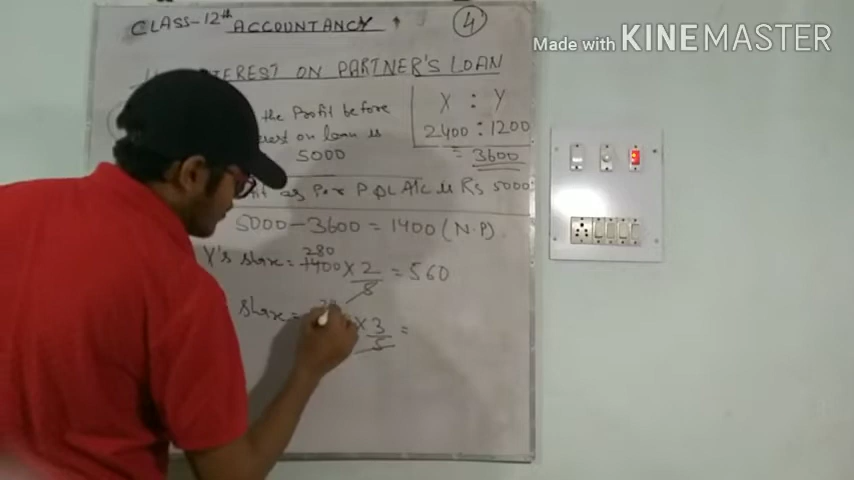 CLASS-12th ACCOUNTANCY
4
Made with KINEMASTER
INTEREST ON PARTNER'S LOAN
the Profit before
X : Y
on loan is
2400 : 1200
5000
= 3600
as Per P & L A/c is Rs 5000
5000 - 3600 = 1400 (N.P)
280
Y's share = 1400 × 2/5 = 560
share = × 3/5 =